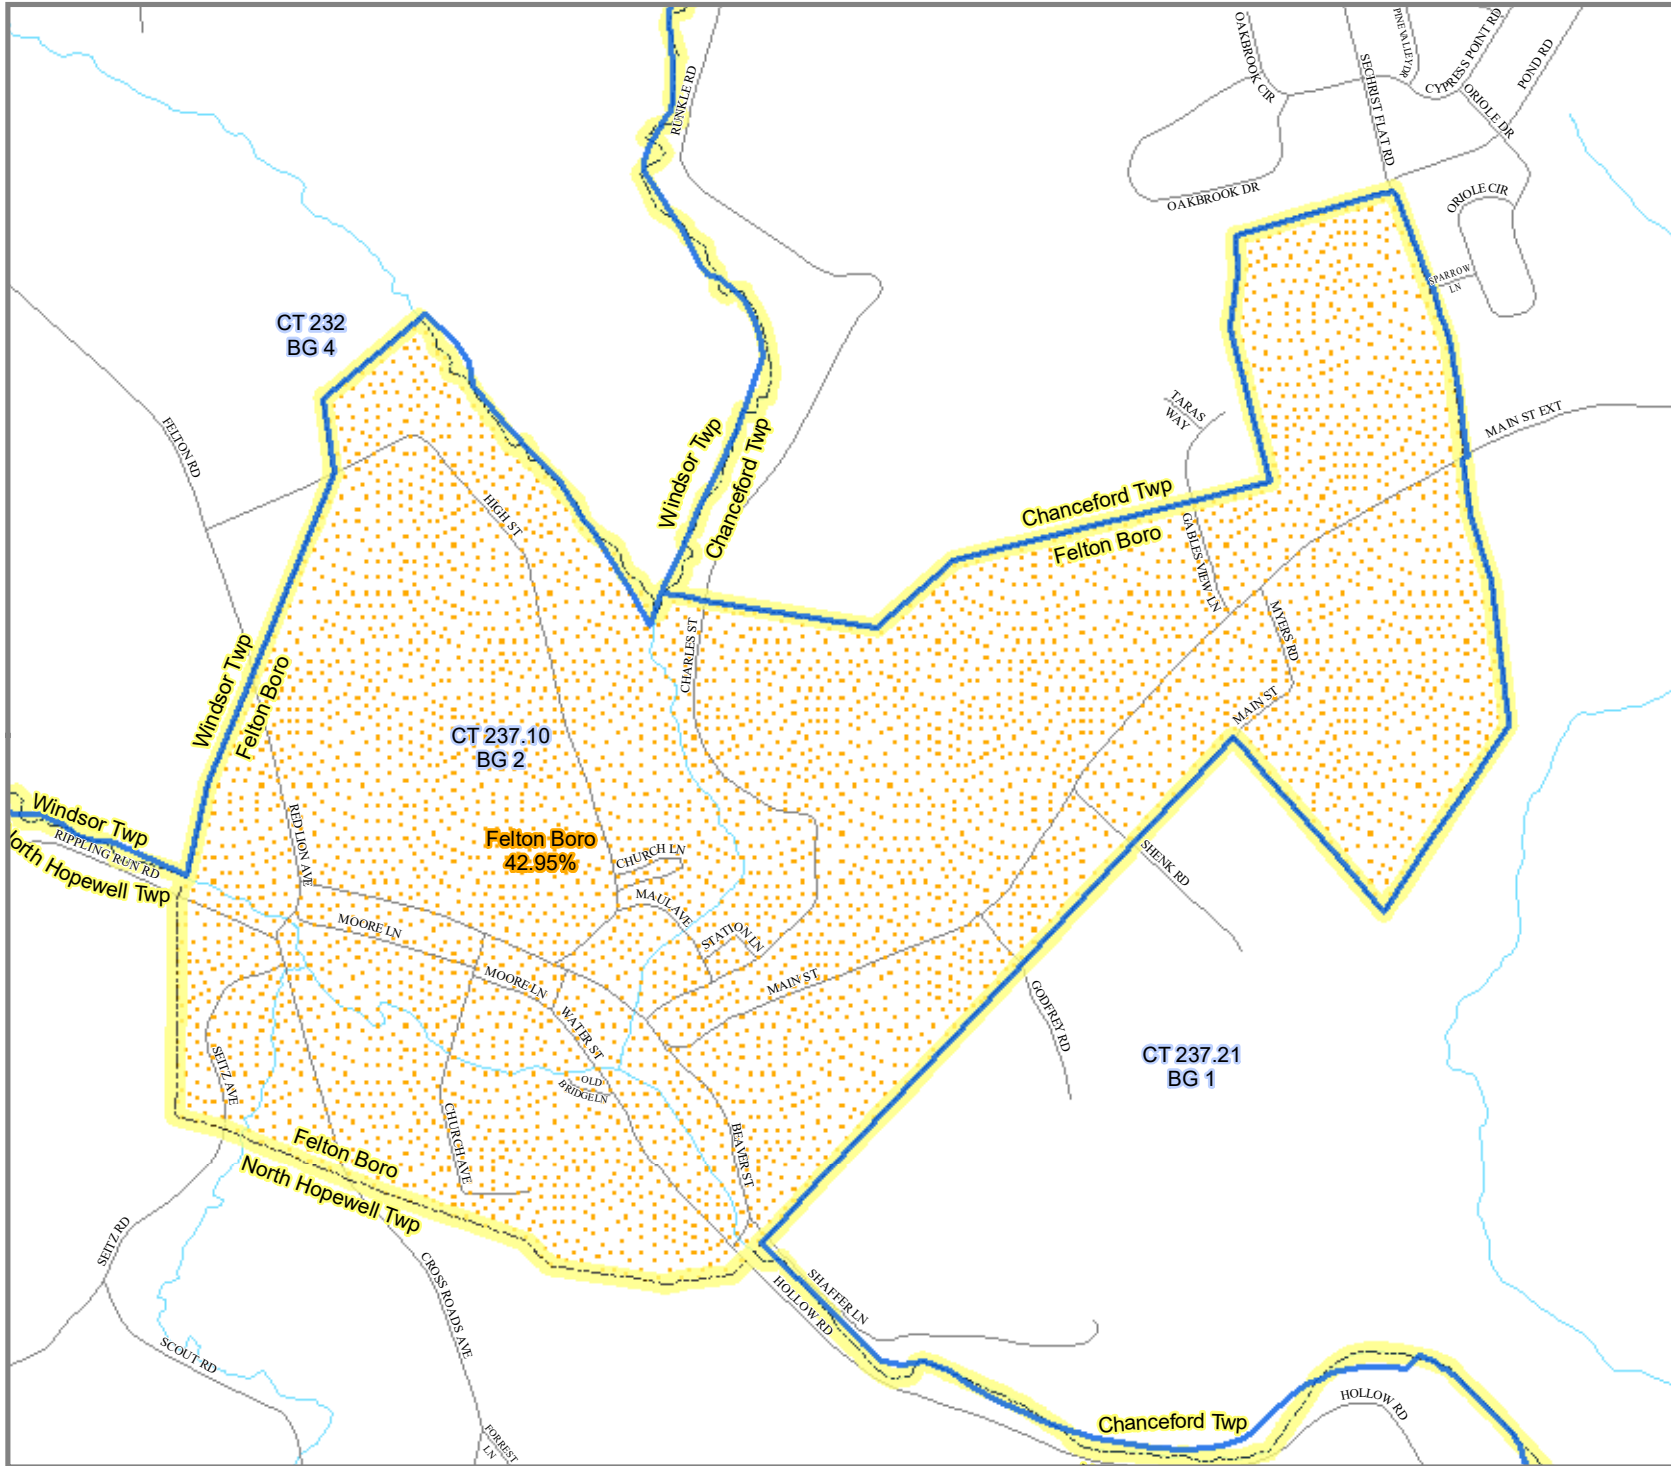 OAKBROOK CIR
SECHRIST FLAT RD
PINE VALLEY DR
CYPRESS POINT RD
POND RD
ORIOLE DR
RUNKLE RD
OAKBROOK DR
ORIOLE CIR
SPARROW
LN
CT 232
BG 4
FELTON RD
TARAS
WAY
MAIN ST EXT
Windsor Twp
Chanceford Twp
HIGH ST
Chanceford Twp
Felton Boro
GABLES VIEW LN
MYERS RD
CHARLES ST
Windsor Twp
Felton Boro
MAIN ST
CT 237.10
BG 2
RED LION AVE
Felton Boro
42.95%
Windsor Twp
RIPPLING RUN RD
orth Hopewell Twp
CHURCH LN
SHENK RD
MAUL AVE
MOORE LN
STATION LN
MOORE LN
MAIN ST
GODFREY RD
WATER ST
SEITZ AVE
OLD
BRIDGE LN
CT 237.21
BG 1
CHURCH AVE
BEAVER ST
Felton Boro
North Hopewell Twp
SEITZ RD
CROSS ROADS AVE
SHAFFER LN
HOLLOW RD
SCOUT RD
HOLLOW RD
Chanceford Twp
FORREST
LN